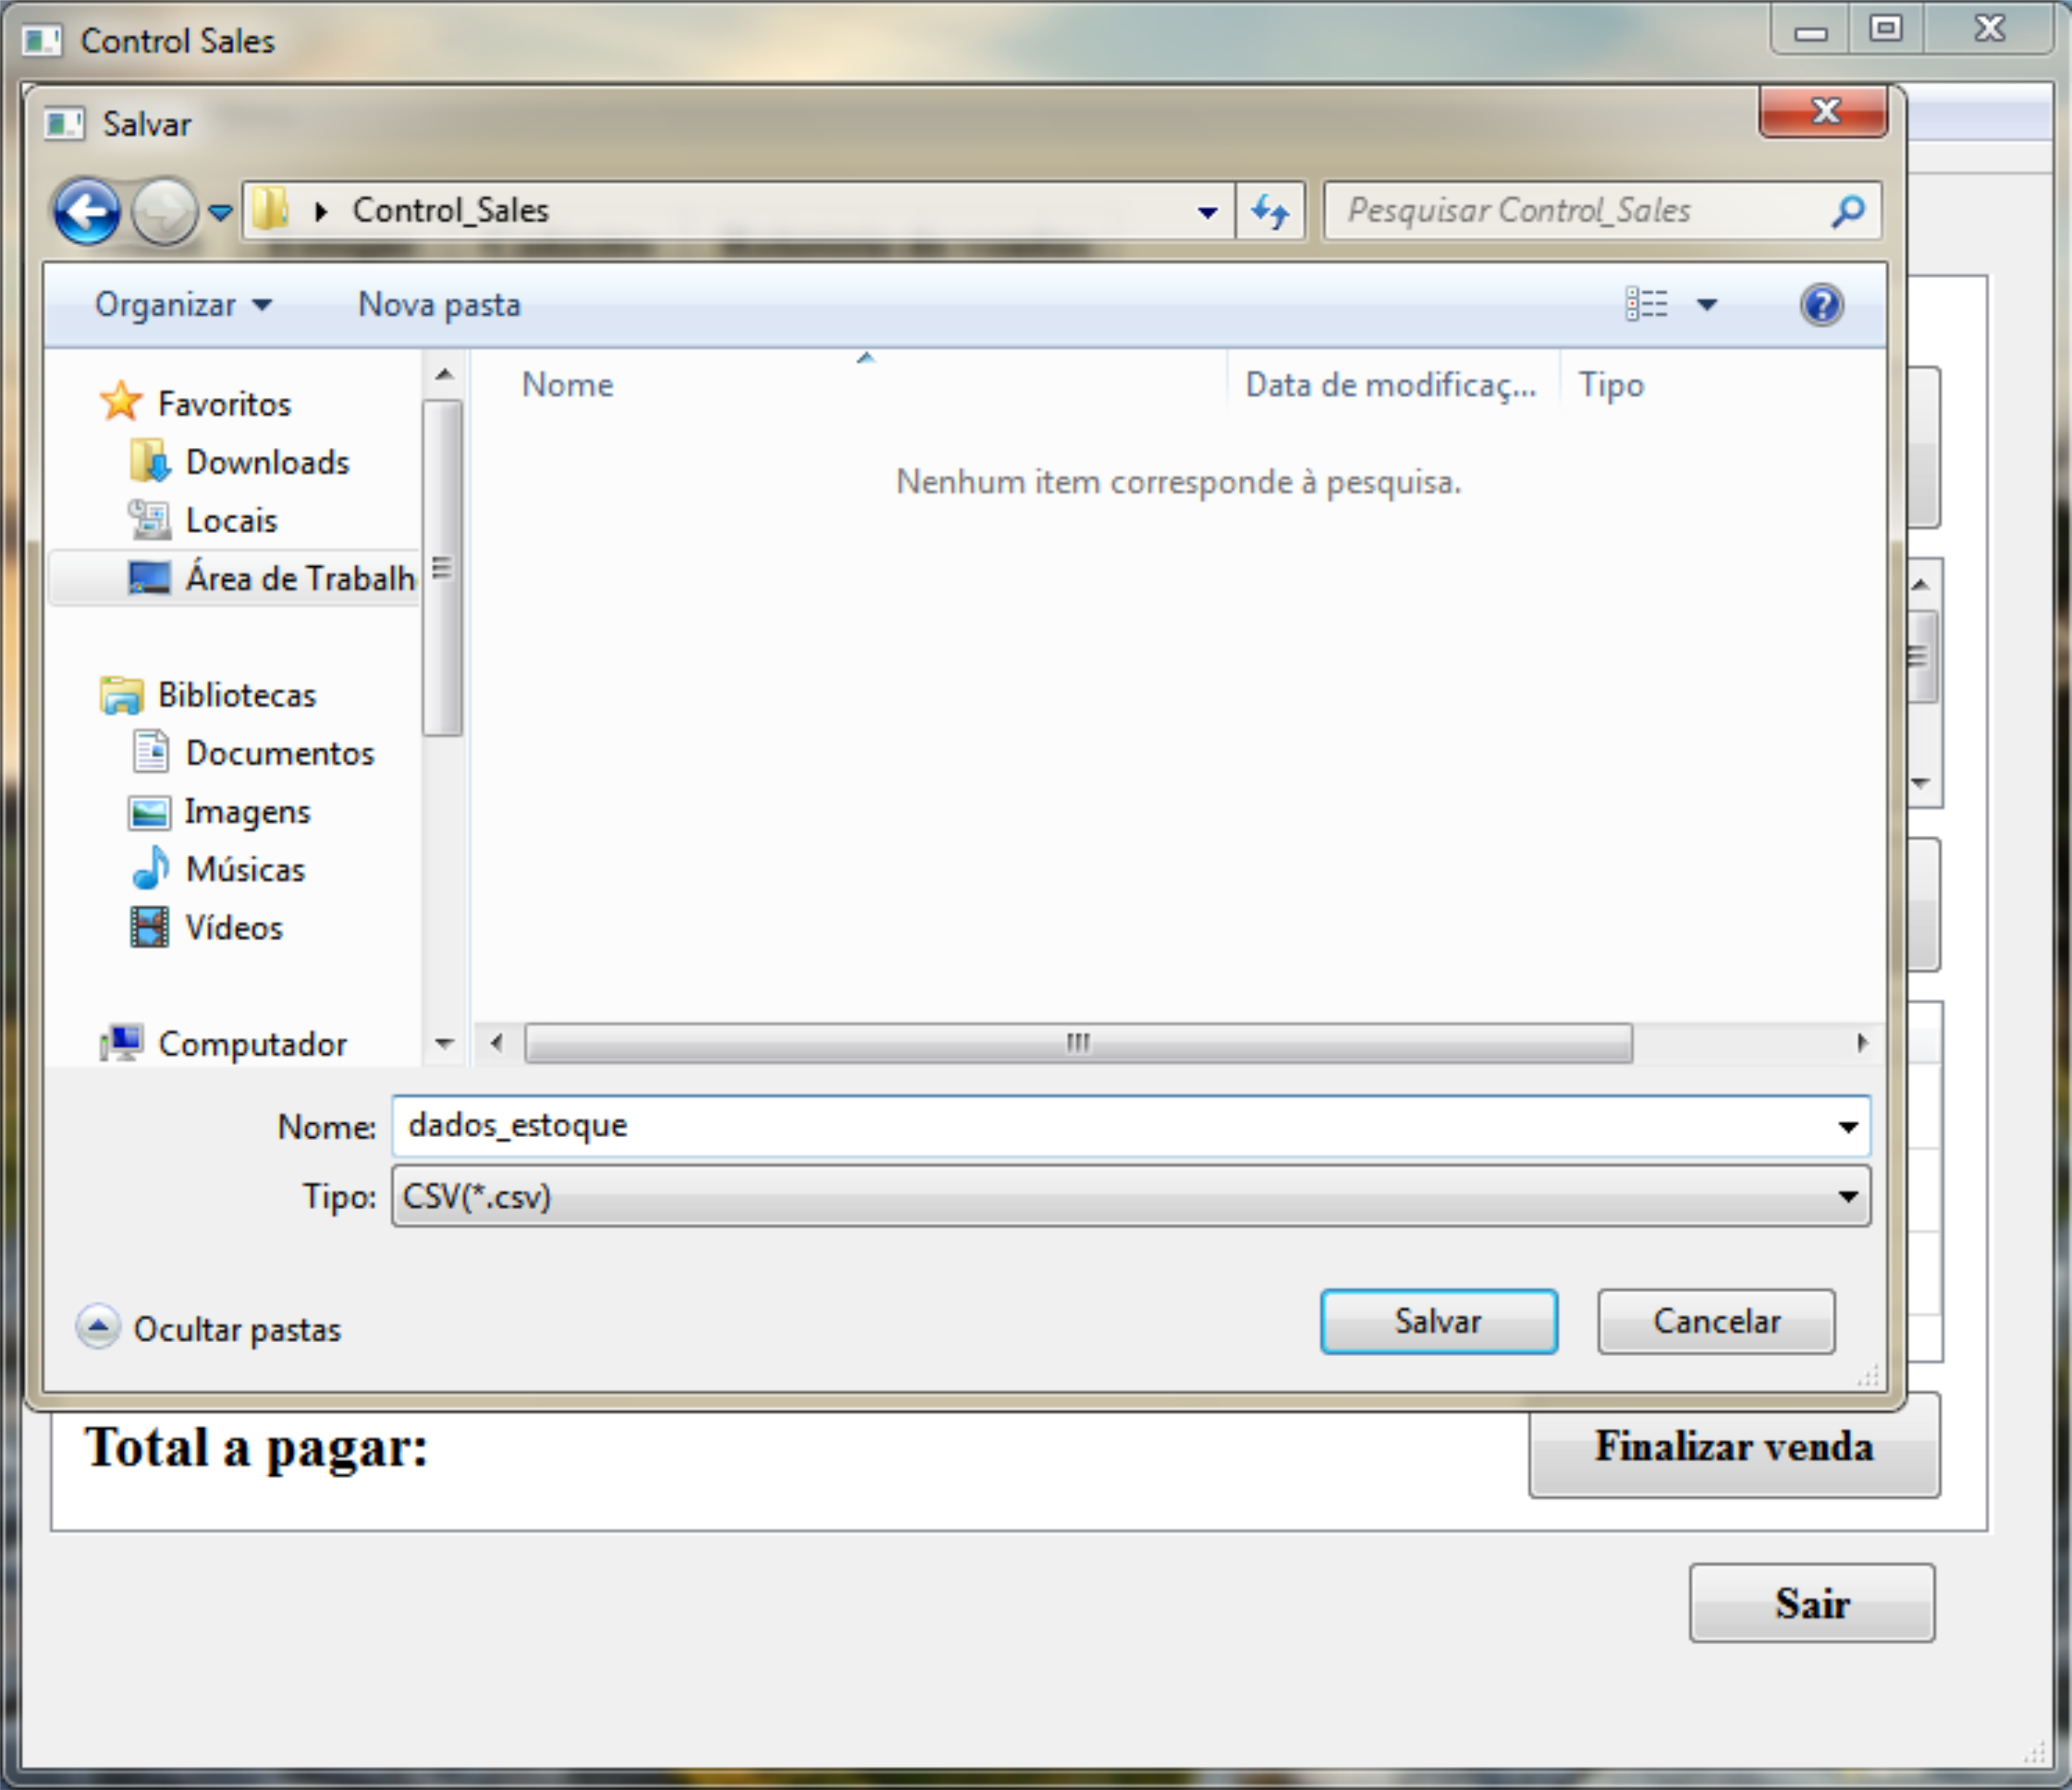 Control Sales
Salvar
Control_Sales
Pesquisar Control_Sales
Organizar
Nova pasta
Nome
Data de modificaç...
Tipo
Favoritos
Downloads
Locais
Área de Trabalh
Nenhum item corresponde à pesquisa.
Bibliotecas
Documentos
Imagens
Músicas
Vídeos
Computador
Nome: dados_estoque
Tipo: CSV(*.csv)
Ocultar pastas
Salvar
Cancelar
Total a pagar:
Finalizar venda
Sair